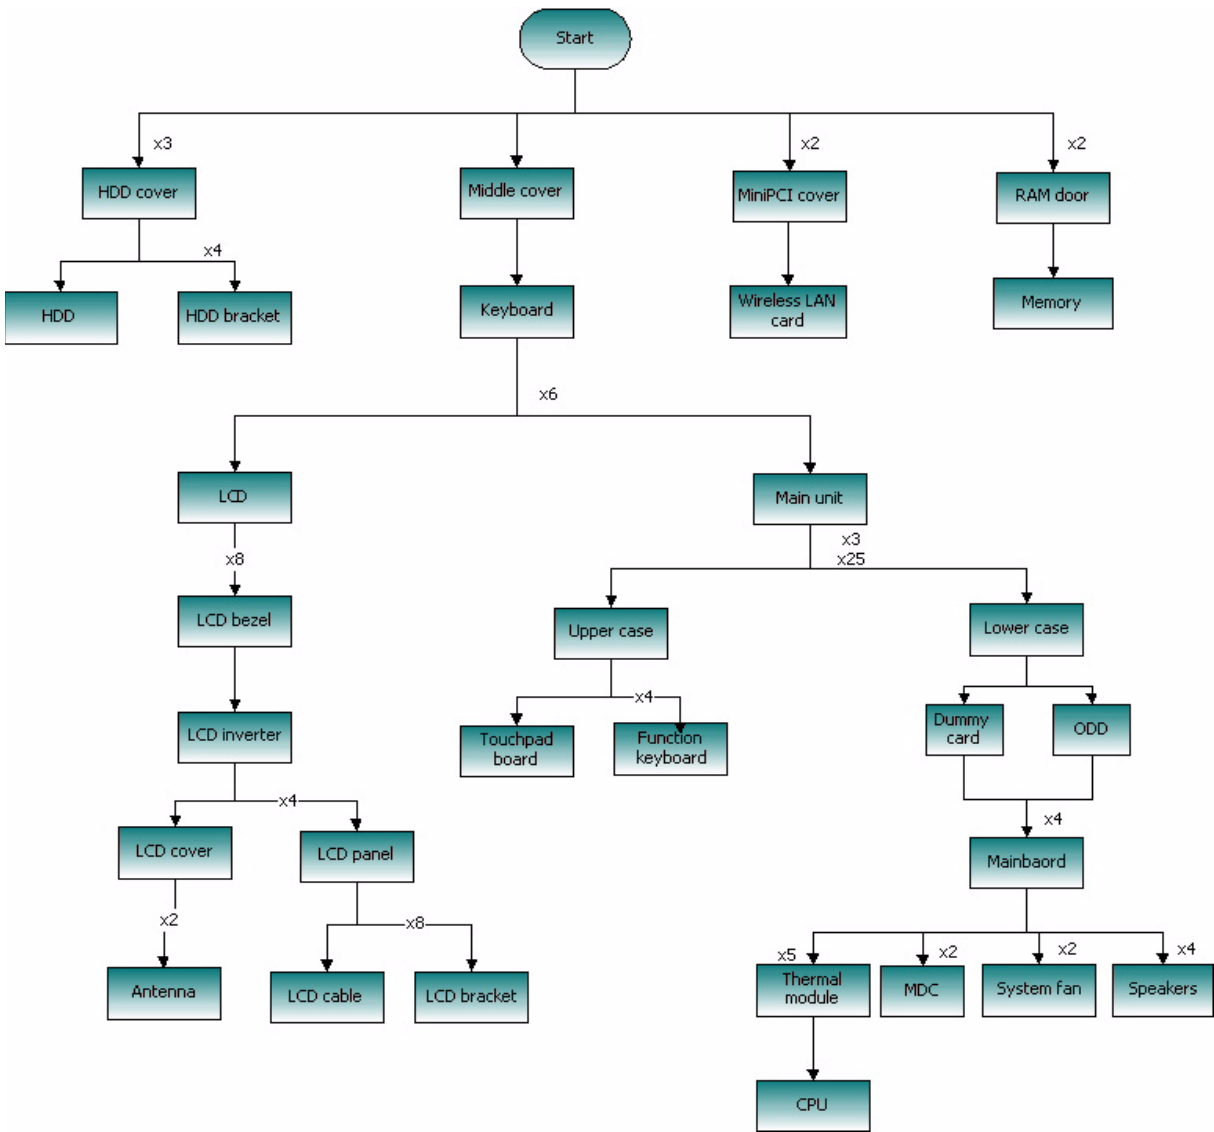 Start
x3
x2
x2
HDD cover
Middle cover
MiniPCI cover
RAM door
x4
HDD
HDD bracket
Keyboard
Wireless LAN
card
Memory
x6
LCD
Main unit
x3
x25
x8
LCD bezel
Upper case
Lower case
x4
LCD inverter
Touchpad
board
Function
keyboard
Dummy
card
ODD
x4
x4
LCD cover
LCD panel
Mainbaord
x2
x8
x5
x2
x2
x4
Antenna
LCD cable
LCD bracket
Thermal
module
MDC
System fan
Speakers
CPU